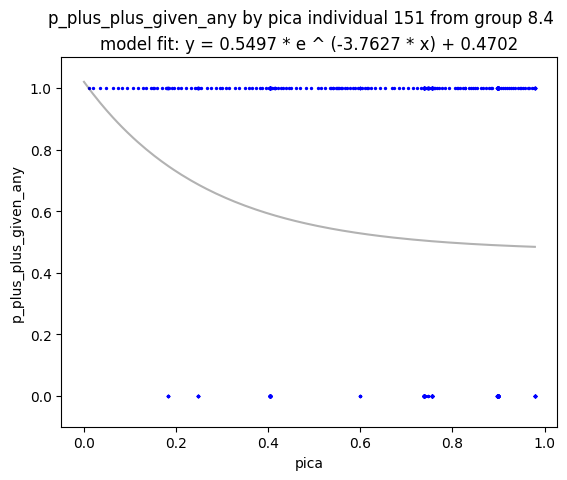 p_plus_plus_given_any by pica individual 151 from group 8.4
model fit: y = 0.5497 * e ^ (-3.7627 * x) + 0.4702
1.0
0.8
0.6
0.4
0.2
0.0
p_plus_plus_given_any
0.0 0.2 0.4 0.6 0.8 1.0
pica